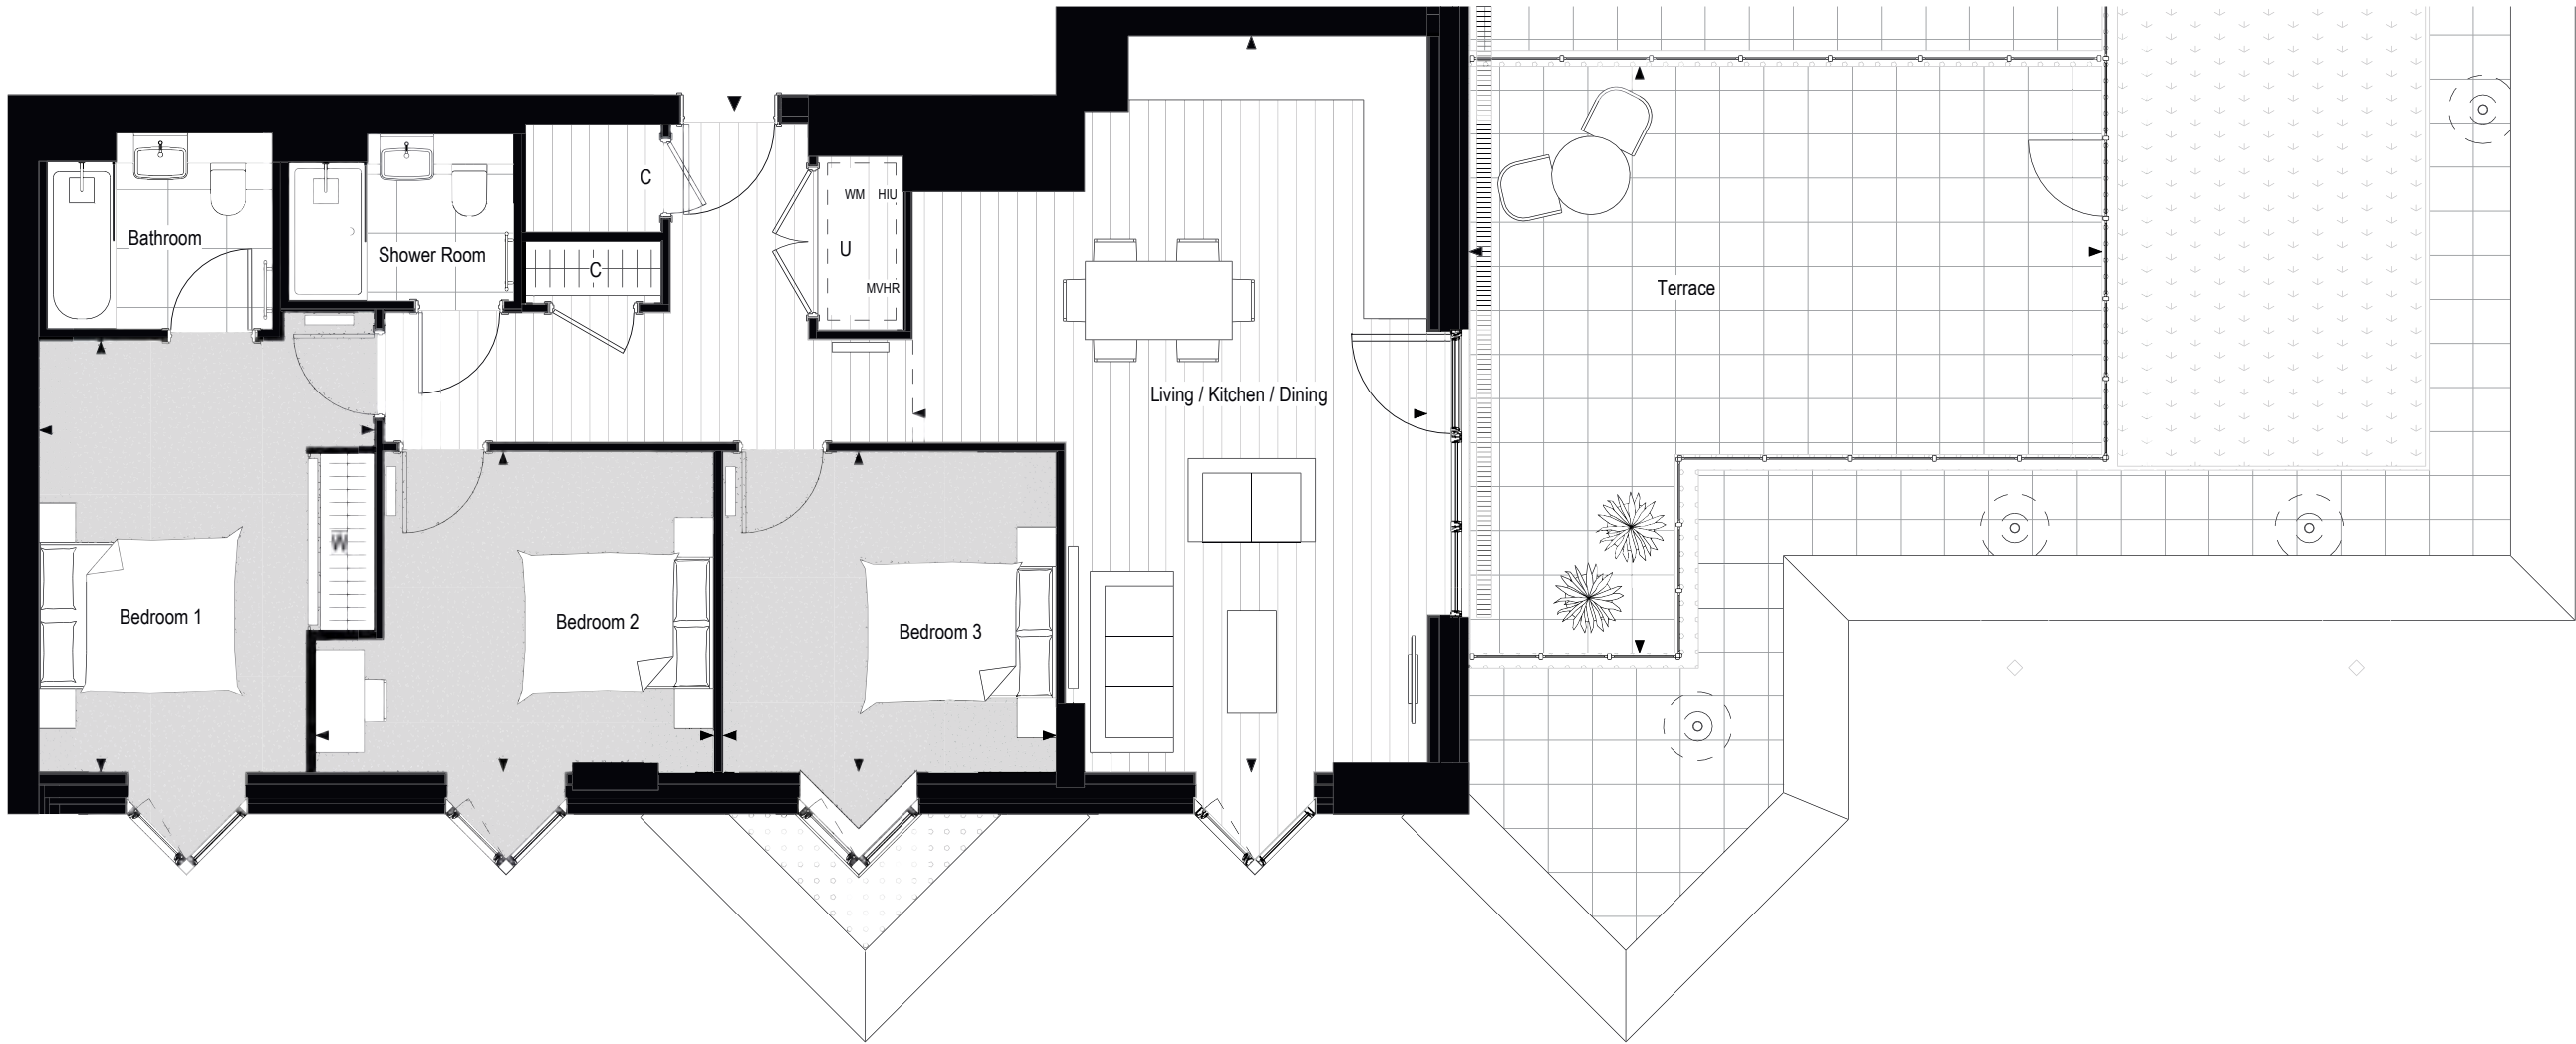 C
WM HIU
Bathroom
U
Shower Room
C
MVHR
Terrace
Living / Kitchen / Dining
W
Bedroom 1
Bedroom 2
Bedroom 3